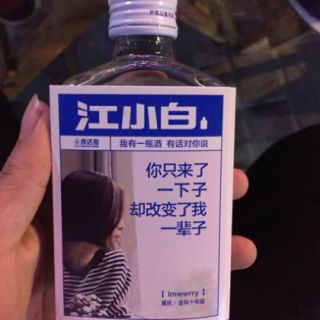 江小白
表达瓶
我有一瓶酒 有话对你说
你只来了
一下子
却改变了我
一辈子
【 lmwwrry 】